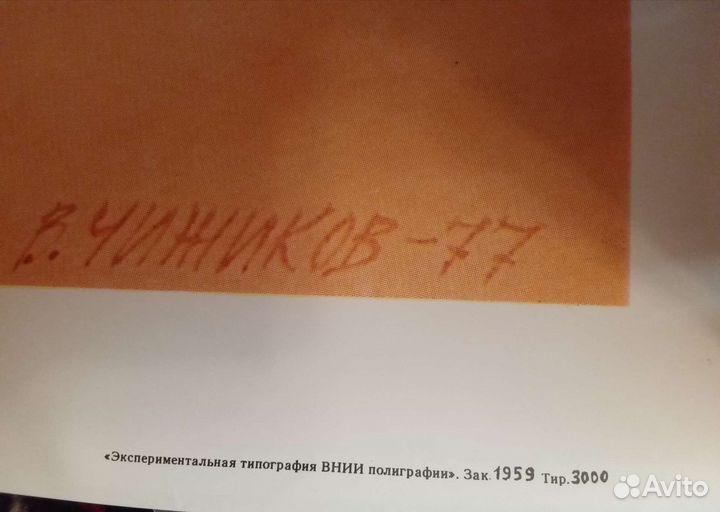 В. ЧИЖИКОВ - 77
«Экспериментальная типография ВНИИ полиграфии». Зак. 1959 Тир. 3000
Avito